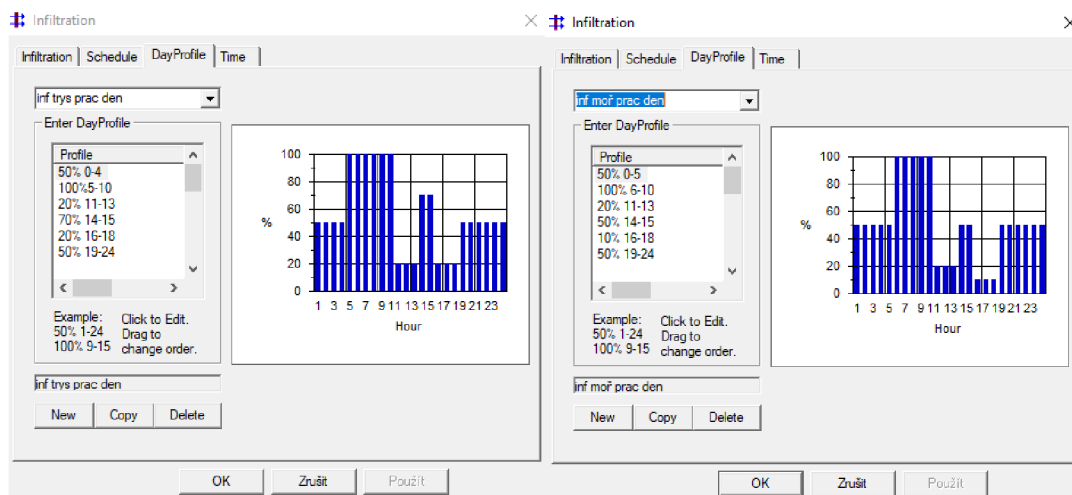 Infiltration
Infiltration Schedule DayProfile Time
inf trys prac den
Enter DayProfile
Profile
50% 0-4
100%5-10
20% 11-13
70% 14-15
20% 16-18
50% 19-24
Example: Click to Edit.
50% 1-24 Drag to
100% 9-15 change order.
100
80
60
%
40
20
0
1 3 5 7 9 11 13 15 17 19 21 23
Hour
inf trys prac den
New Copy Delete
OK Zrušit Použít
Infiltration
Infiltration Schedule DayProfile Time
inf moř prac den
Enter DayProfile
Profile
50% 0-5
100% 6-10
20% 11-13
50% 14-15
10% 16-18
50% 19-24
Example: Click to Edit.
50% 1-24 Drag to
100% 9-15 change order.
100
80
60
%
40
20
0
1 3 5 7 9 11 13 15 17 19 21 23
Hour
inf moř prac den
New Copy Delete
OK Zrušit Použít